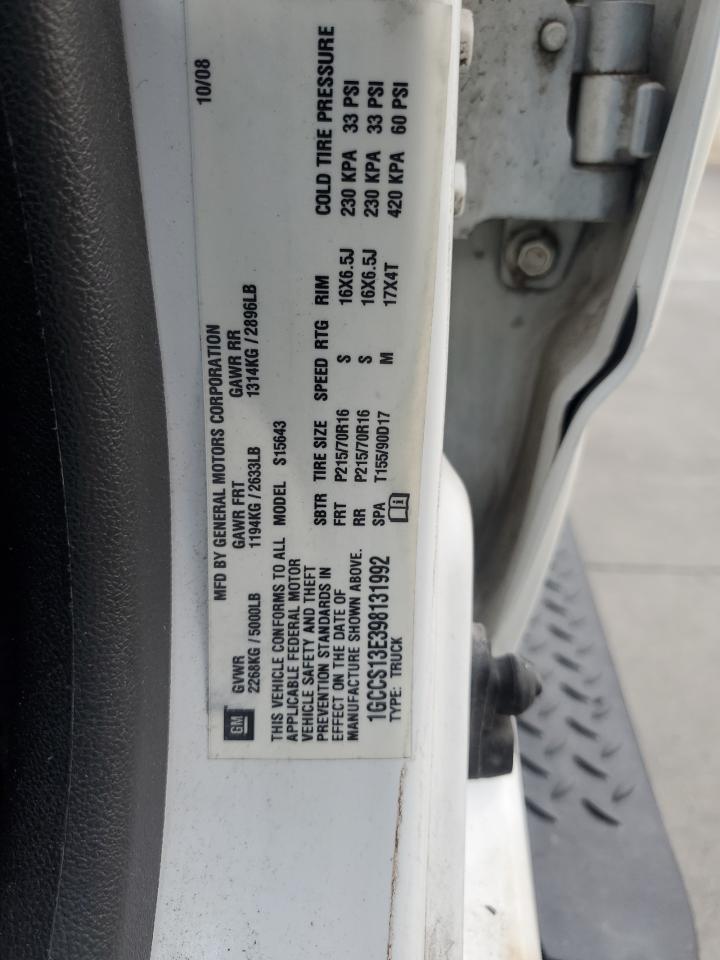 MFD BY GENERAL MOTORS CORPORATION 10/08
GM GVWR GAWR FRT GAWR RR
2268KG / 5000LB 1194KG / 2633LB 1314KG / 2896LB
THIS VEHICLE CONFORMS TO ALL
APPLICABLE FEDERAL MOTOR
VEHICLE SAFETY AND THEFT
PREVENTION STANDARDS IN
EFFECT ON THE DATE OF
MANUFACTURE SHOWN ABOVE.
1GCCS13E398131992
TYPE: TRUCK
MODEL S15643
SBTR TIRE SIZE SPEED RTG RIM COLD TIRE PRESSURE
FRT P215/70R16 S 16X6.5J 230 KPA 33 PSI
RR P215/70R16 S 16X6.5J 230 KPA 33 PSI
SPA T155/90D17 M 17X4T 420 KPA 60 PSI